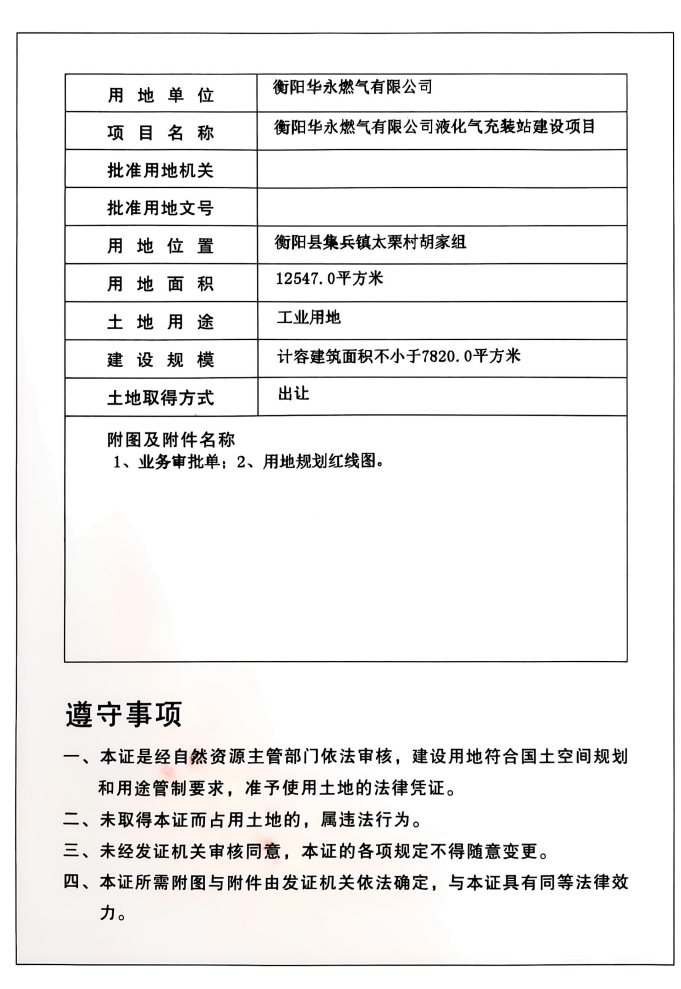 用地单位 衡阳华永燃气有限公司
项目名称 衡阳华永燃气有限公司液化气充装站建设项目
批准用地机关
批准用地文号
用地位置 衡阳县集兵镇太栗村胡家组
用地面积 12547.0平方米
土地用途 工业用地
建设规模 计容建筑面积不小于7820.0平方米
土地取得方式 出让
附图及附件名称
1、业务审批单；2、用地规划红线图。
遵守事项
一、本证是经自然资源主管部门依法审核，建设用地符合国土空间规划
和用途管制要求，准予使用土地的法律凭证。
二、未取得本证而占用土地的，属违法行为。
三、未经发证机关审核同意，本证的各项规定不得随意变更。
四、本证所需附图与附件由发证机关依法确定，与本证具有同等法律效
力。